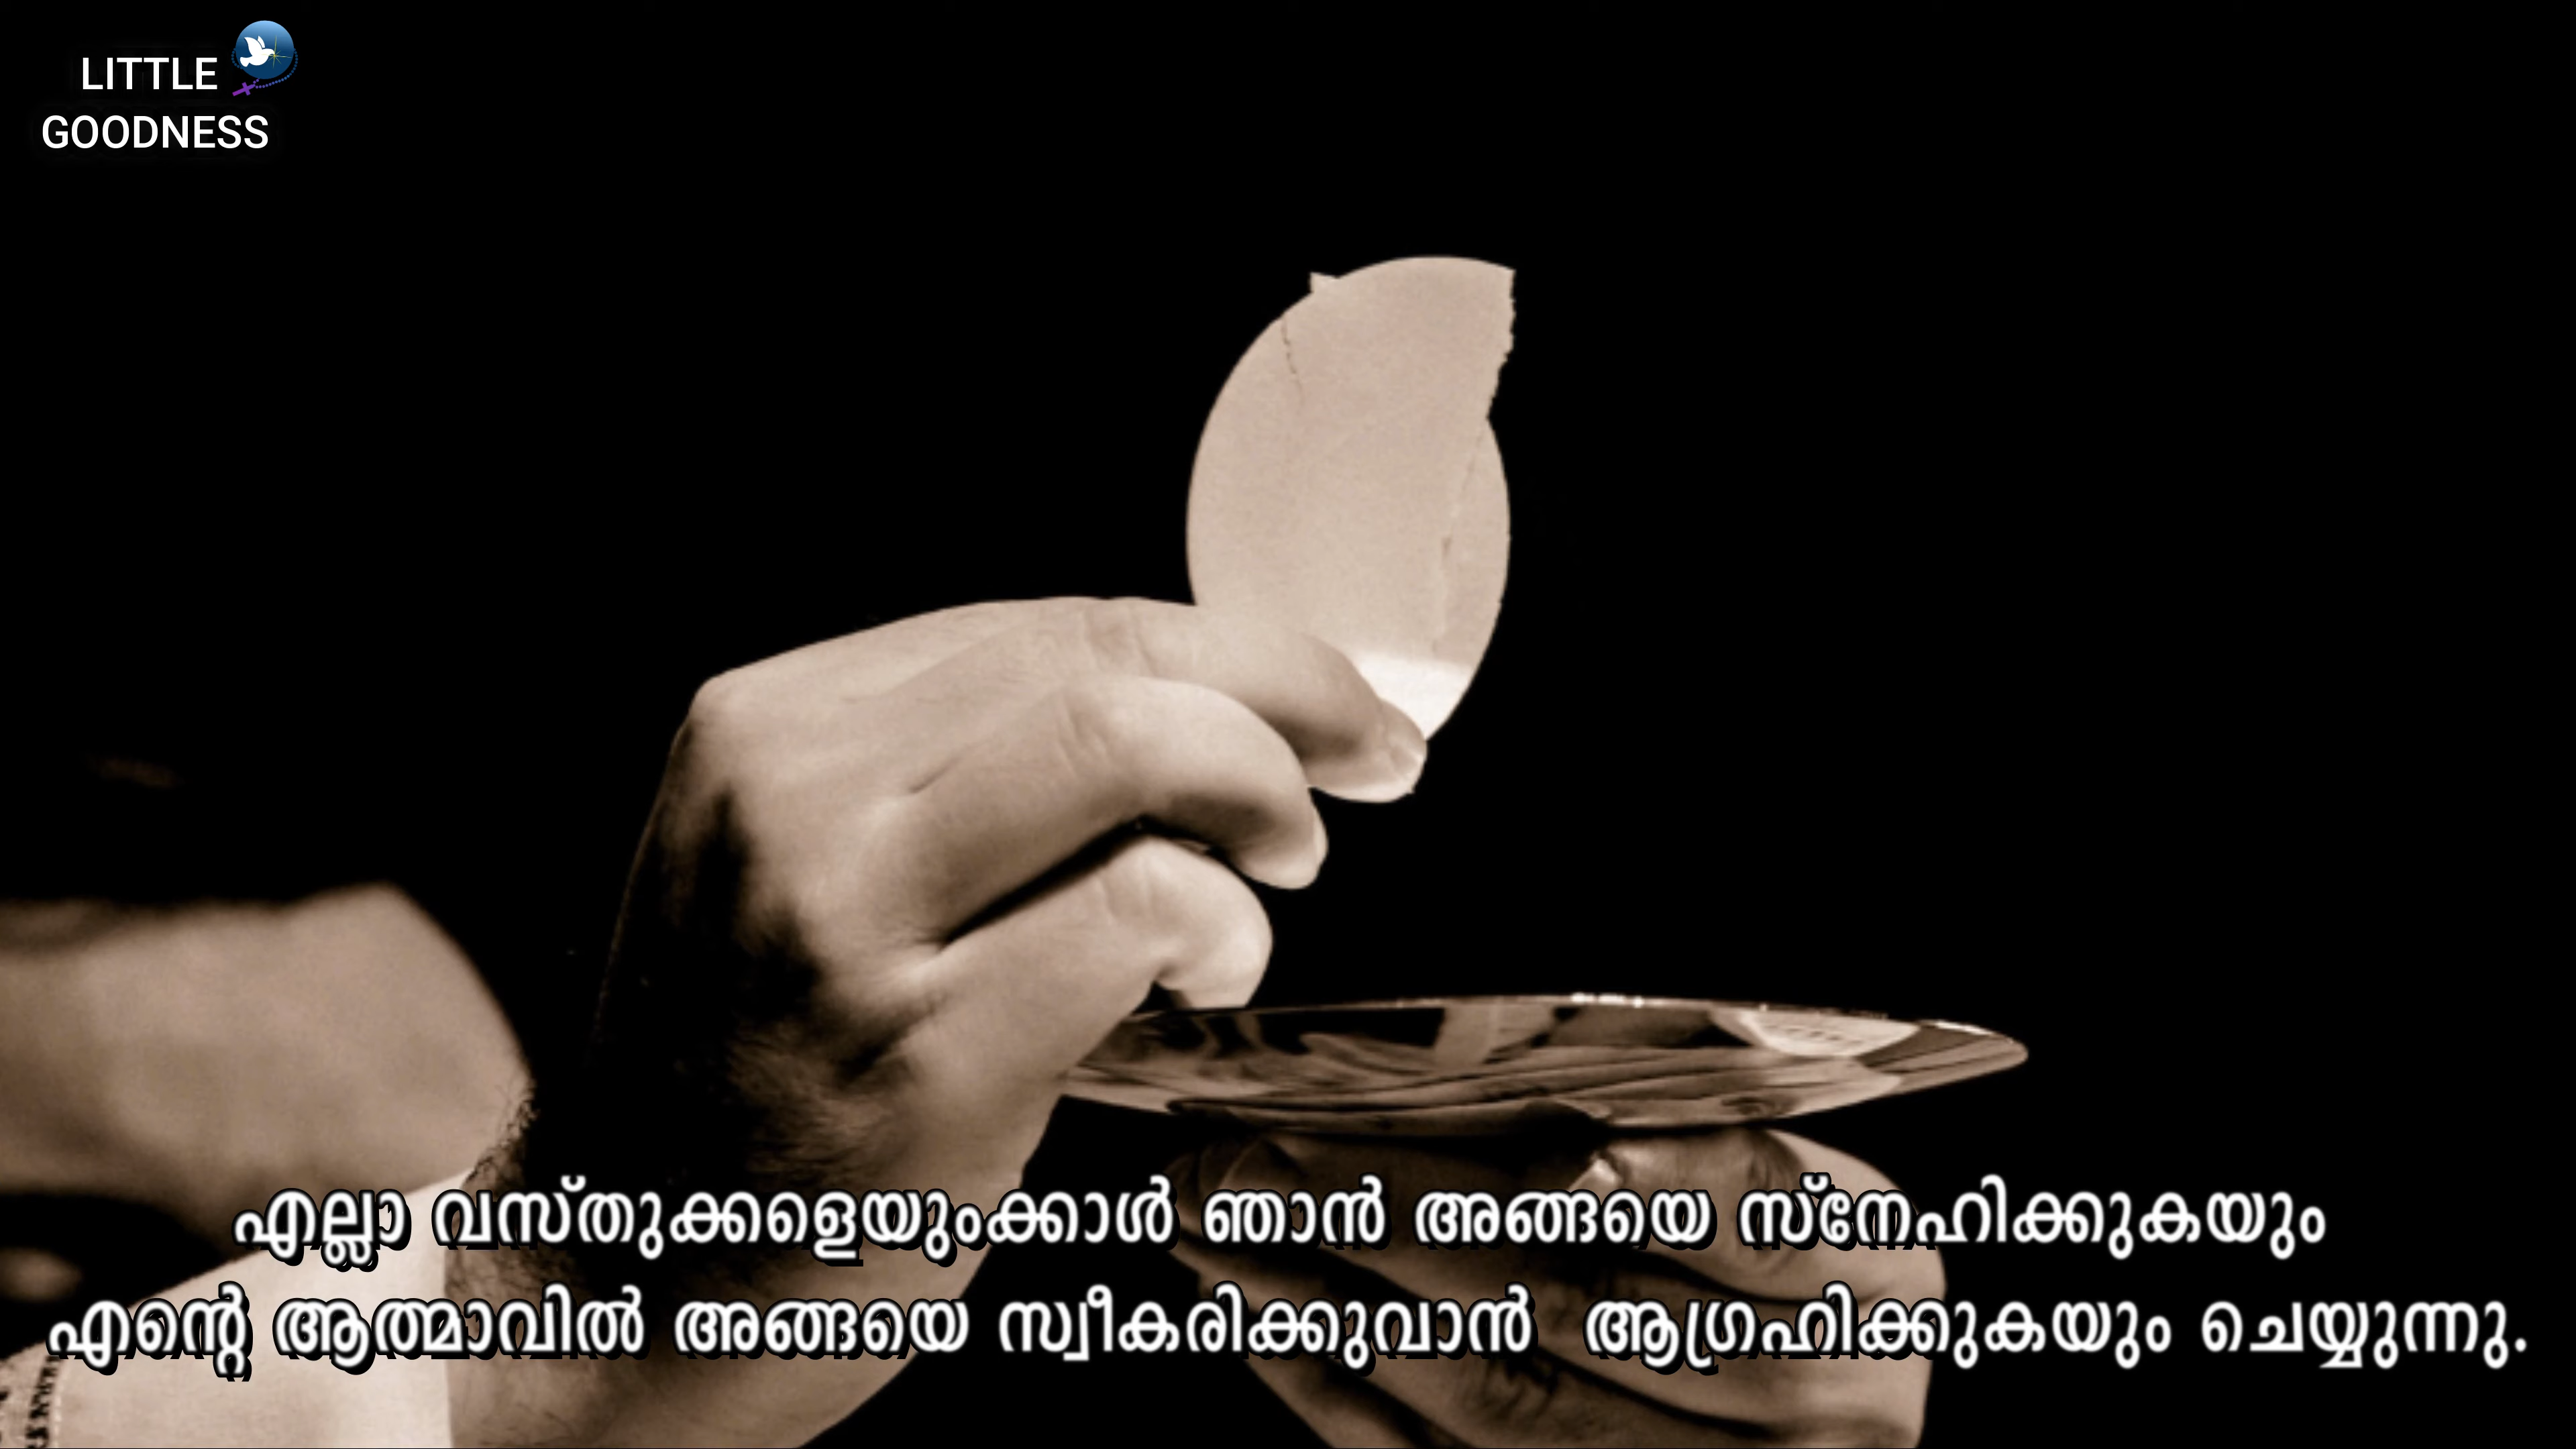 LITTLE
GOODNESS
എല്ലാ വസ്തുക്കളെയുംക്കാൾ ഞാൻ അങ്ങയെ സ്നേഹിക്കുകയും
എന്റെ ആത്മാവിൽ അങ്ങയെ സ്വീകരിക്കുവാൻ ആഗ്രഹിക്കുകയും ചെയ്യുന്നു.